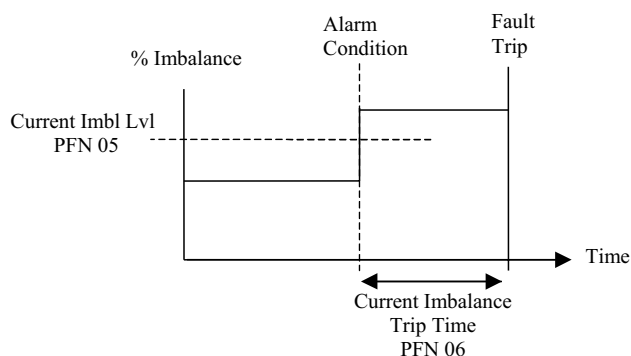 Alarm
Condition
Fault
Trip
% Imbalance
Current Imbl Lvl
PFN 05
Time
Current Imbalance
Trip Time
PFN 06